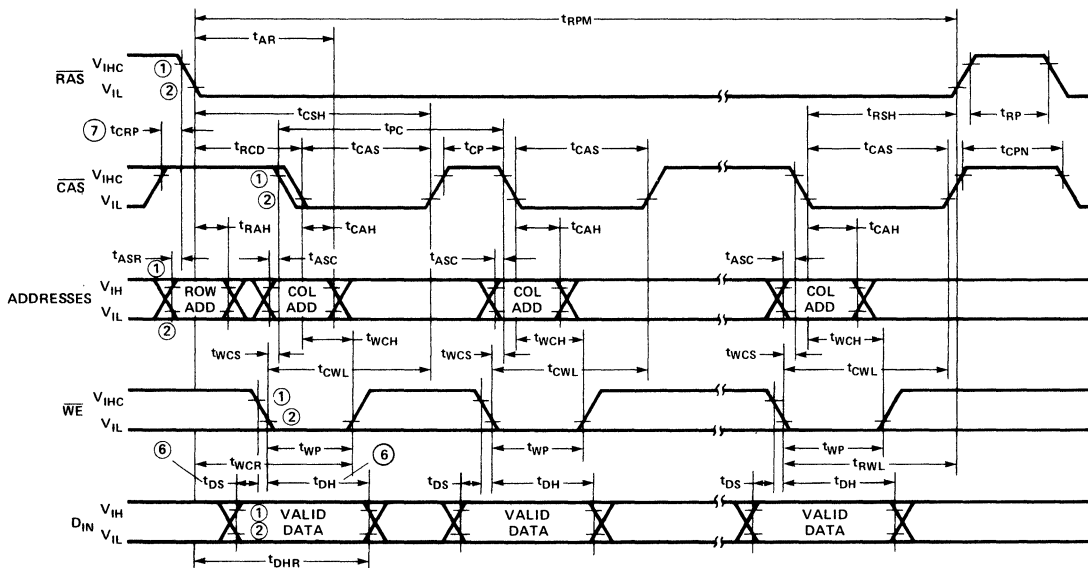 tRPM
tAR
RAS VIHC ①
VIL ②
tCSH tRSH tRP
tPC
⑦ tCRP tRCD tCAS tCP tCAS tCAS tCPN
CAS VIHC ①
VIL ②
tRAH tCAH tCAH tCAH
tASR tASC tASC tASC
①
ADDRESSES VIH ROW ADD COL ADD COL ADD COL ADD
VIL
②
tWCH tWCH tWCH
tWCS tWCS tWCS
tCWL tCWL tCWL
WE VIHC ①
VIL ②
tWP tWP tWP
⑥ tWCR ⑥ tRWL
tDS tDH tDS tDH tDS tDH
DIN VIH ① VALID DATA VALID DATA VALID DATA
VIL ②
tDHR